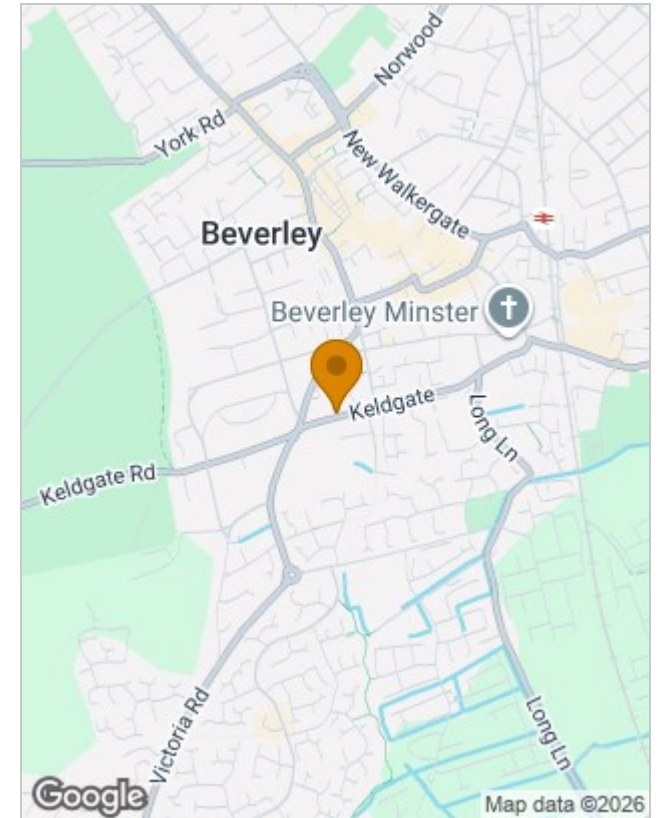 Norwood
York Rd
New Walkergate
Beverley
Beverley Minster
Keldgate
Long Ln
Keldgate Rd
Victoria Rd
Long Ln
Google
Map data ©2026